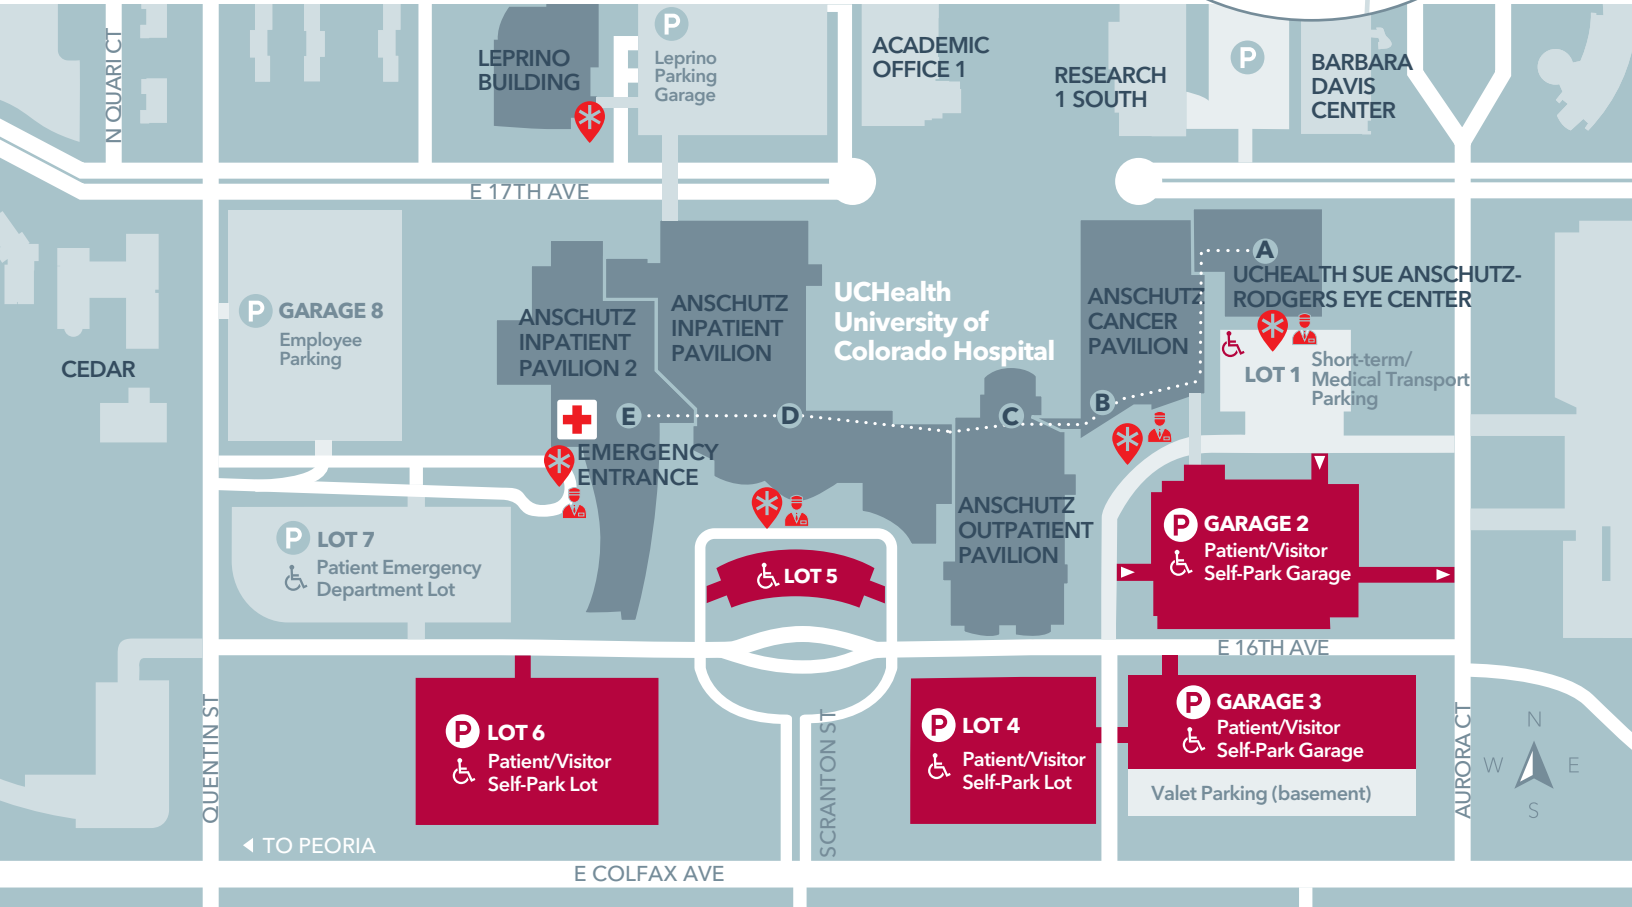 N QUARI CT
LEPRINO
BUILDING
P
Leprino
Parking
Garage
ACADEMIC
OFFICE 1
RESEARCH
1 SOUTH
P
BARBARA
DAVIS
CENTER
E 17TH AVE
CEDAR
P GARAGE 8
Employee
Parking
ANSCHUTZ
INPATIENT
PAVILION 2
ANSCHUTZ
INPATIENT
PAVILION
UCHealth
University of
Colorado Hospital
ANSCHUTZ
CANCER
PAVILION
A
UCHEALTH SUE ANSCHUTZ-
RODGERS EYE CENTER
LOT 1
Short-term/
Medical Transport
Parking
E
D
C
B
EMERGENCY
ENTRANCE
ANSCHUTZ
OUTPATIENT
PAVILION
P LOT 7
Patient Emergency
Department Lot
LOT 5
P GARAGE 2
Patient/Visitor
Self-Park Garage
E 16TH AVE
QUENTIN ST
P LOT 6
Patient/Visitor
Self-Park Lot
SCRANTON ST
P LOT 4
Patient/Visitor
Self-Park Lot
P GARAGE 3
Patient/Visitor
Self-Park Garage
Valet Parking (basement)
AURORA CT
N
W
E
S
TO PEORIA
E COLFAX AVE